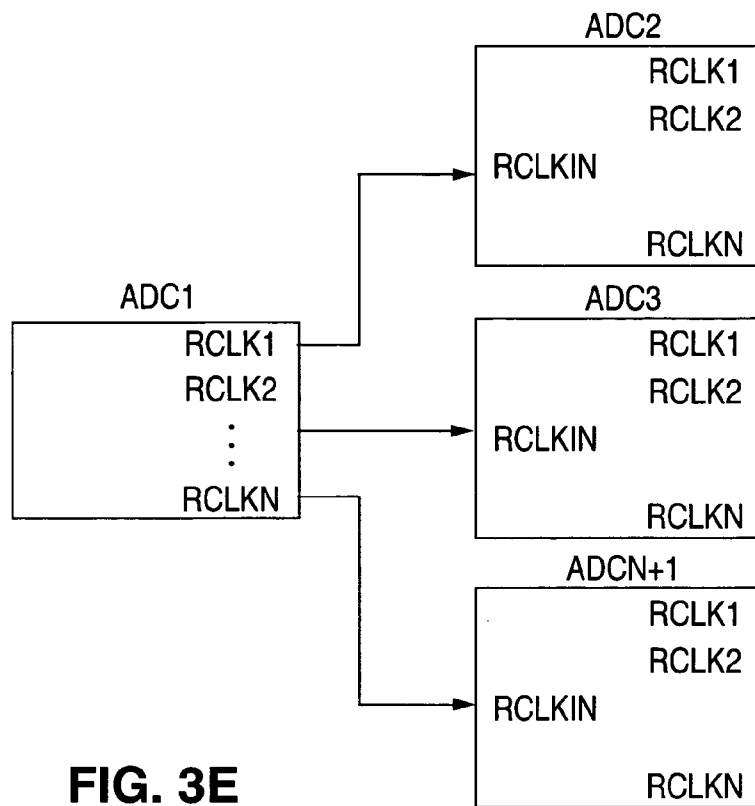 ADC2
RCLK1
RCLK2
RCLKIN
RCLKN
ADC1
RCLK1
RCLK2
RCLKN
ADC3
RCLK1
RCLK2
RCLKIN
RCLKN
ADCN+1
RCLK1
RCLK2
RCLKIN
RCLKN
FIG. 3E